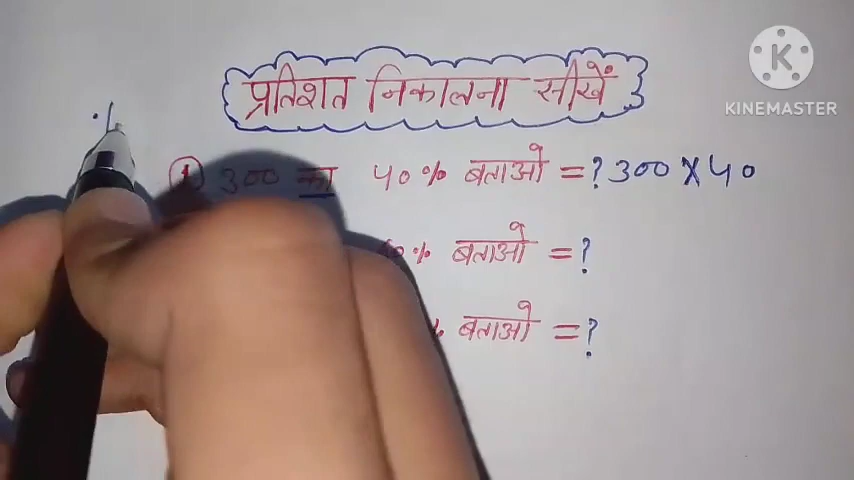 प्रतिशत निकालना सीखें
① 300 का 40% बताओ = ? 300 × 40
% बताओ = ?
बताओ = ?
KINEMASTER